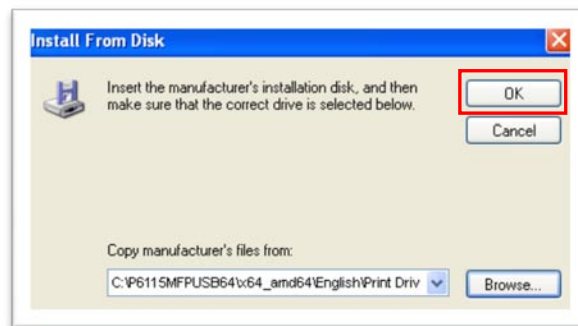 Install From Disk
Insert the manufacturer's installation disk, and then
make sure that the correct drive is selected below.
OK
Cancel
Copy manufacturer's files from:
C:\P6115MFPUSB64\x64_amd64\English\Print Driv
Browse...